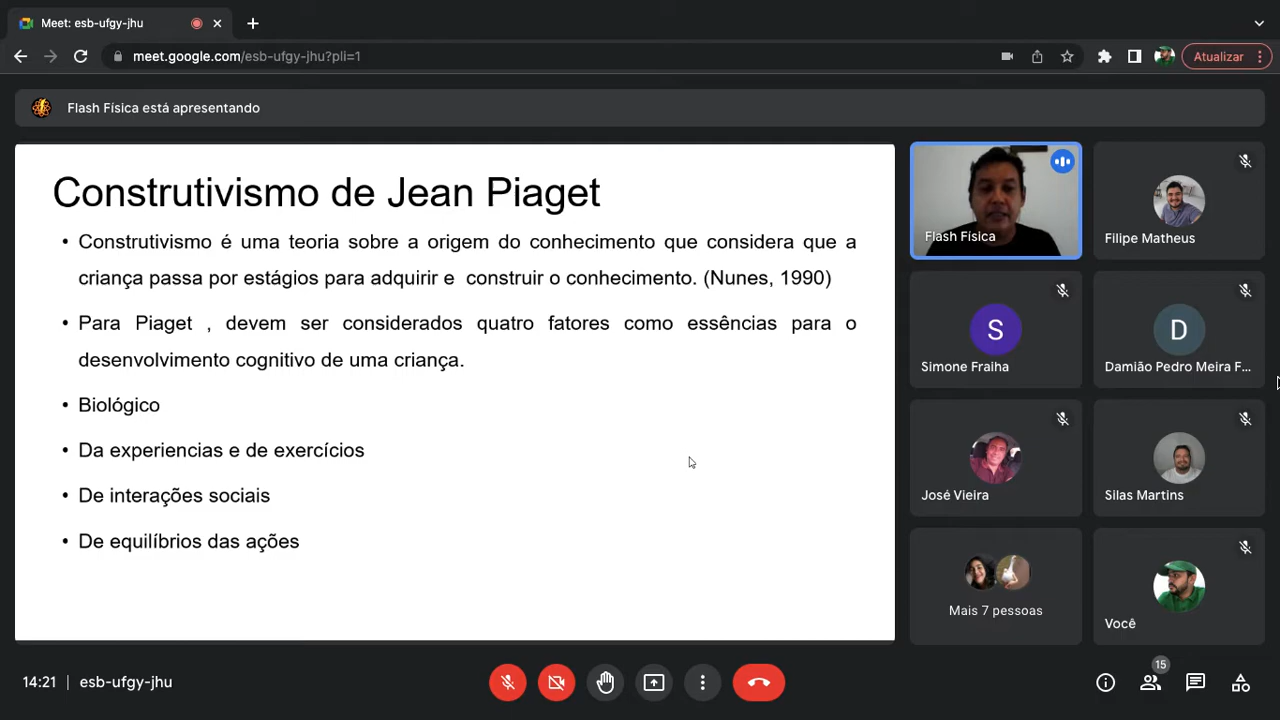 Meet: esb-ufgy-jhu
meet.google.com/esb-ufgy-jhu?pli=1
Atualizar
Flash Física está apresentando
Construtivismo de Jean Piaget
• Construtivismo é uma teoria sobre a origem do conhecimento que considera que a
criança passa por estágios para adquirir e construir o conhecimento. (Nunes, 1990)
• Para Piaget , devem ser considerados quatro fatores como essências para o
desenvolvimento cognitivo de uma criança.
• Biológico
• Da experiencias e de exercícios
• De interações sociais
• De equilíbrios das ações
Flash Física
Filipe Matheus
S
Simone Fraiha
D
Damião Pedro Meira F...
José Vieira
Silas Martins
Mais 7 pessoas
Você
14:21 | esb-ufgy-jhu
15